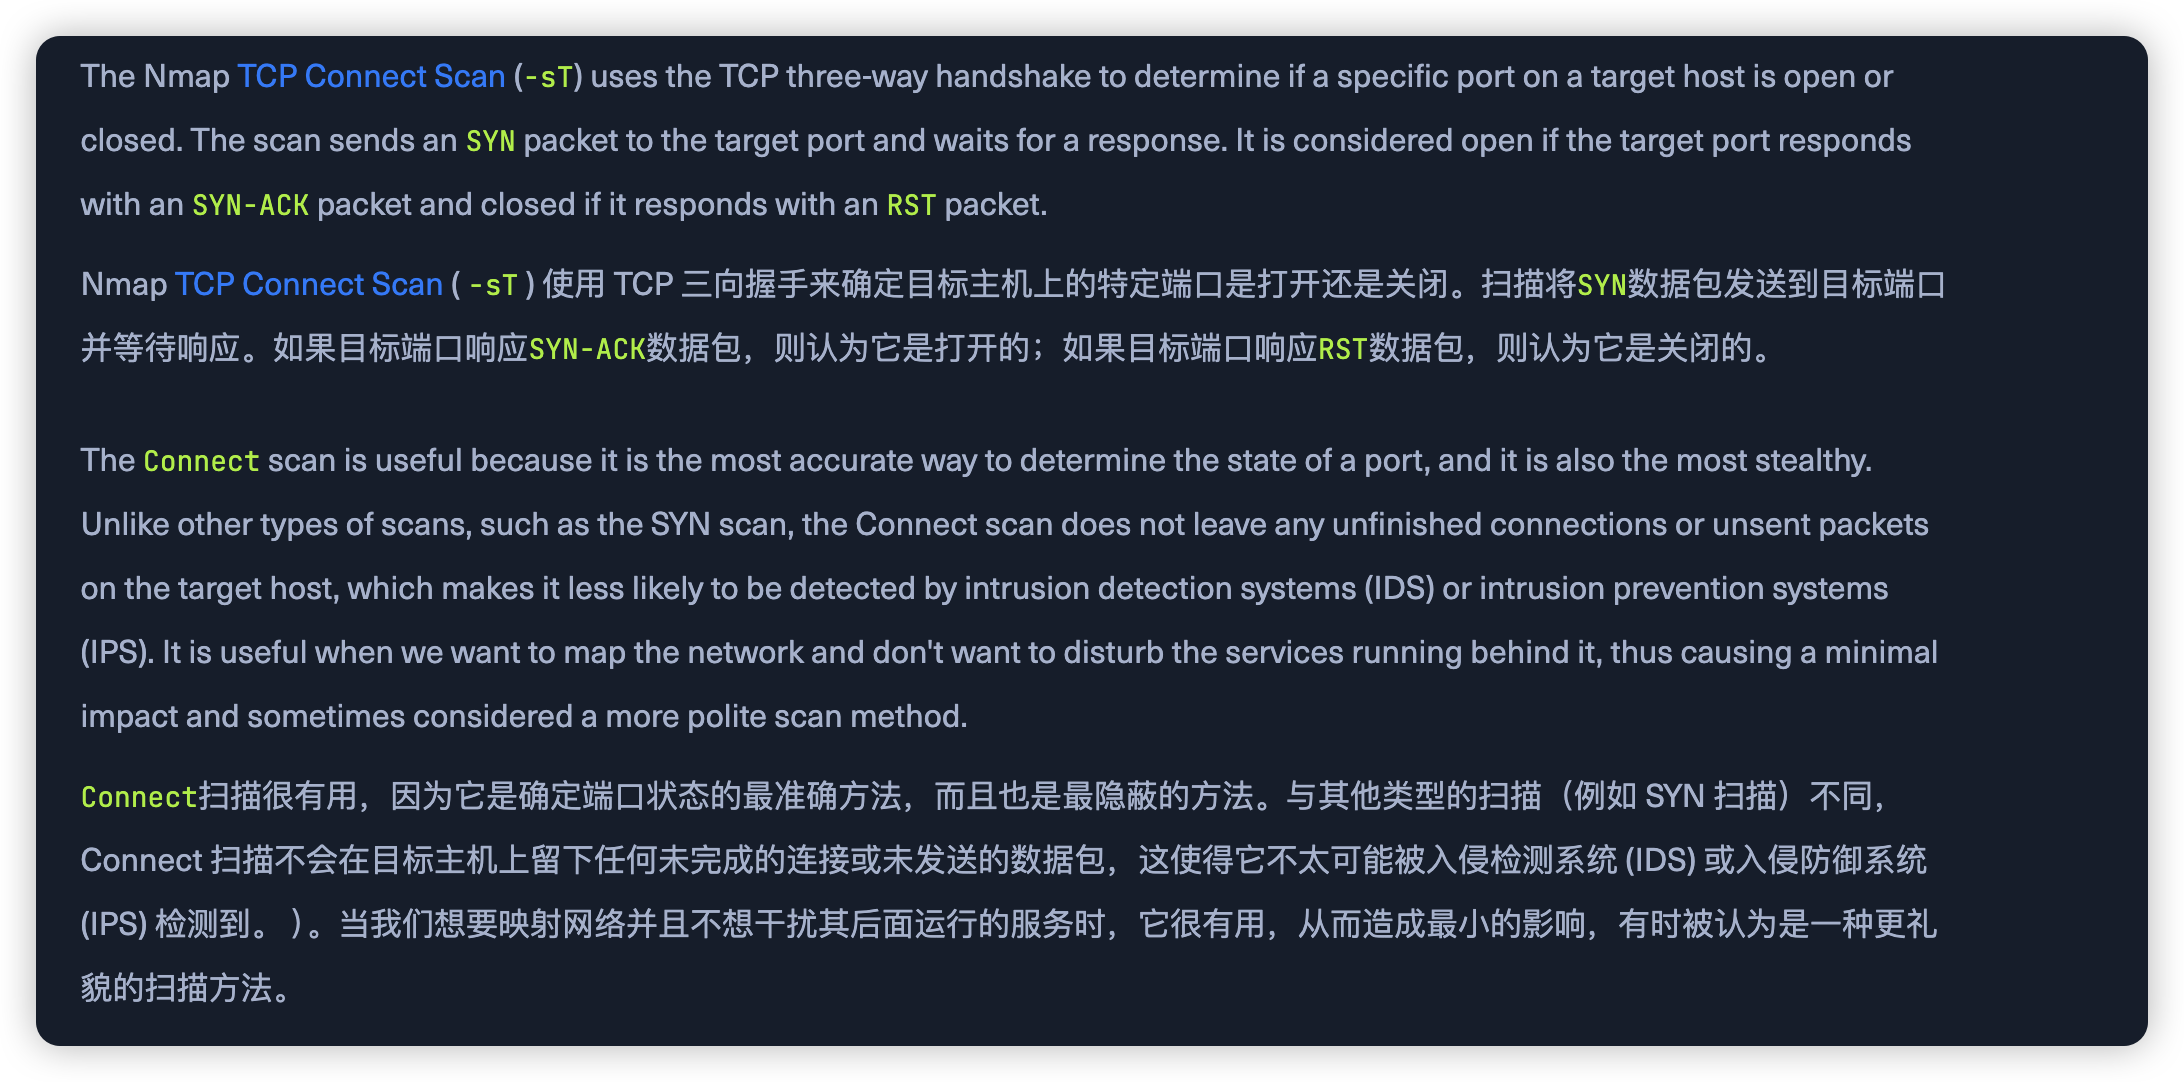 The Nmap TCP Connect Scan (-sT) uses the TCP three-way handshake to determine if a specific port on a target host is open or
closed. The scan sends an SYN packet to the target port and waits for a response. It is considered open if the target port responds
with an SYN-ACK packet and closed if it responds with an RST packet.
Nmap TCP Connect Scan ( -sT ) 使用 TCP 三向握手来确定目标主机上的特定端口是打开还是关闭。扫描将SYN数据包发送到目标端口
并等待响应。如果目标端口响应SYN-ACK数据包，则认为它是打开的；如果目标端口响应RST数据包，则认为它是关闭的。
The Connect scan is useful because it is the most accurate way to determine the state of a port, and it is also the most stealthy.
Unlike other types of scans, such as the SYN scan, the Connect scan does not leave any unfinished connections or unsent packets
on the target host, which makes it less likely to be detected by intrusion detection systems (IDS) or intrusion prevention systems
(IPS). It is useful when we want to map the network and don't want to disturb the services running behind it, thus causing a minimal
impact and sometimes considered a more polite scan method.
Connect扫描很有用，因为它是确定端口状态的最准确方法，而且也是最隐蔽的方法。与其他类型的扫描（例如 SYN 扫描）不同，
Connect 扫描不会在目标主机上留下任何未完成的连接或未发送的数据包，这使得它不太可能被入侵检测系统 (IDS) 或入侵防御系统
(IPS) 检测到。 ）。当我们想要映射网络并且不想干扰其后面运行的服务时，它很有用，从而造成最小的影响，有时被认为是一种更礼
貌的扫描方法。